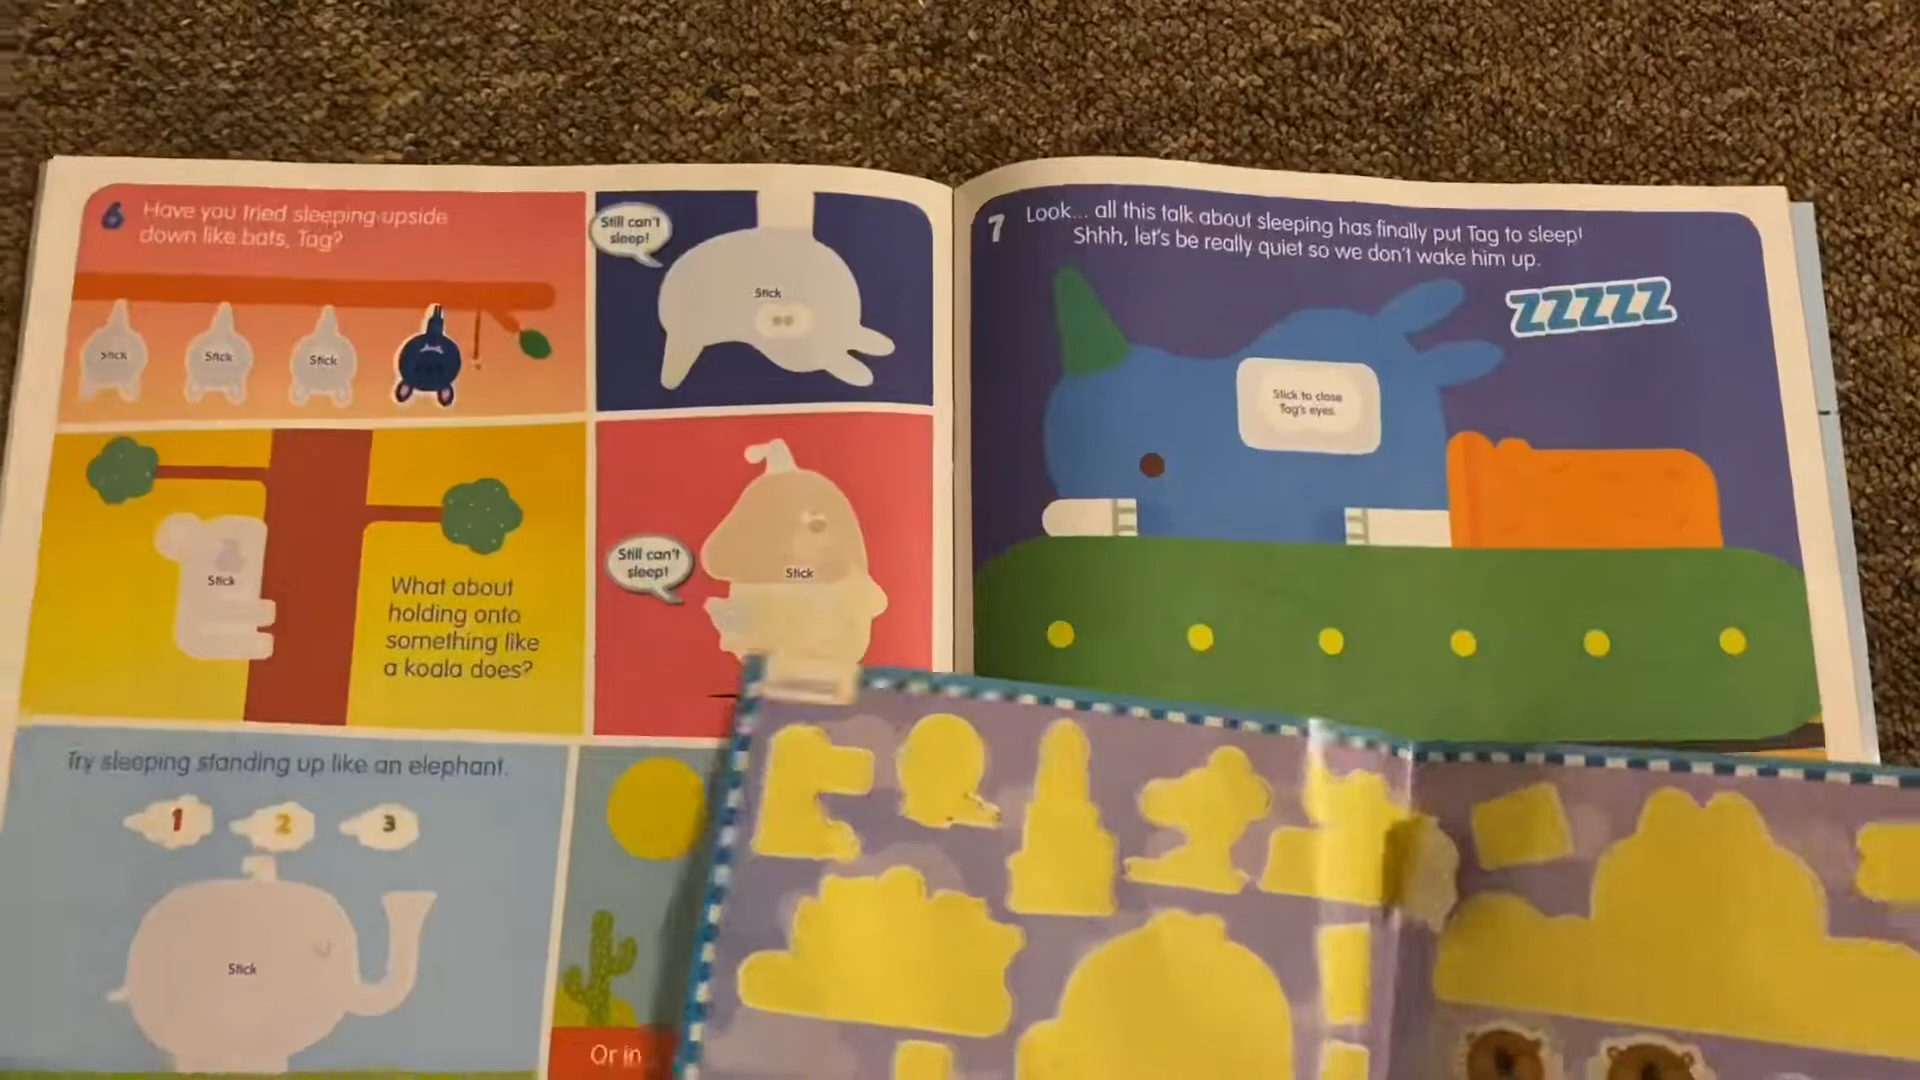 6 Have you tried sleeping upside
down like bats, Tag?
Stick
Stick
Stick
Still can't
sleep!
Stick
Stick
What about
holding onto
something like
a koala does?
Still can't
sleep!
Stick
Try sleeping standing up like an elephant.
1 2 3
Stick
Or in
7 Look... all this talk about sleeping has finally put Tag to sleep!
Shhh, let's be really quiet so we don't wake him up.
ZZZZZ
Stick to close
Tag's eyes.